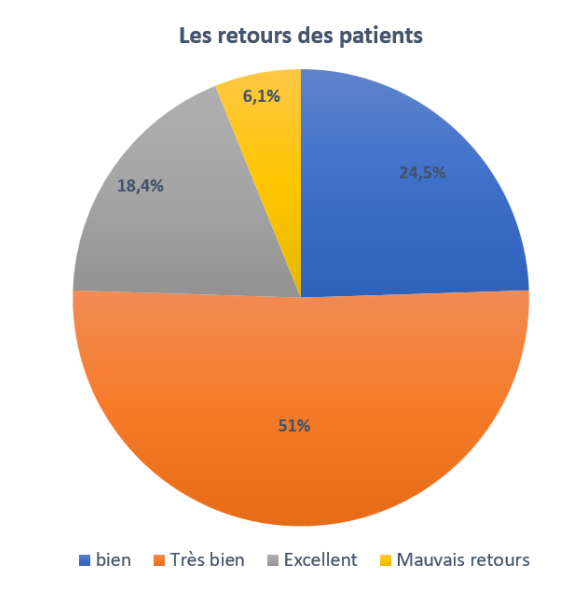 Les retours des patients
6,1%
24,5%
18,4%
51%
bien Très bien Excellent Mauvais retours